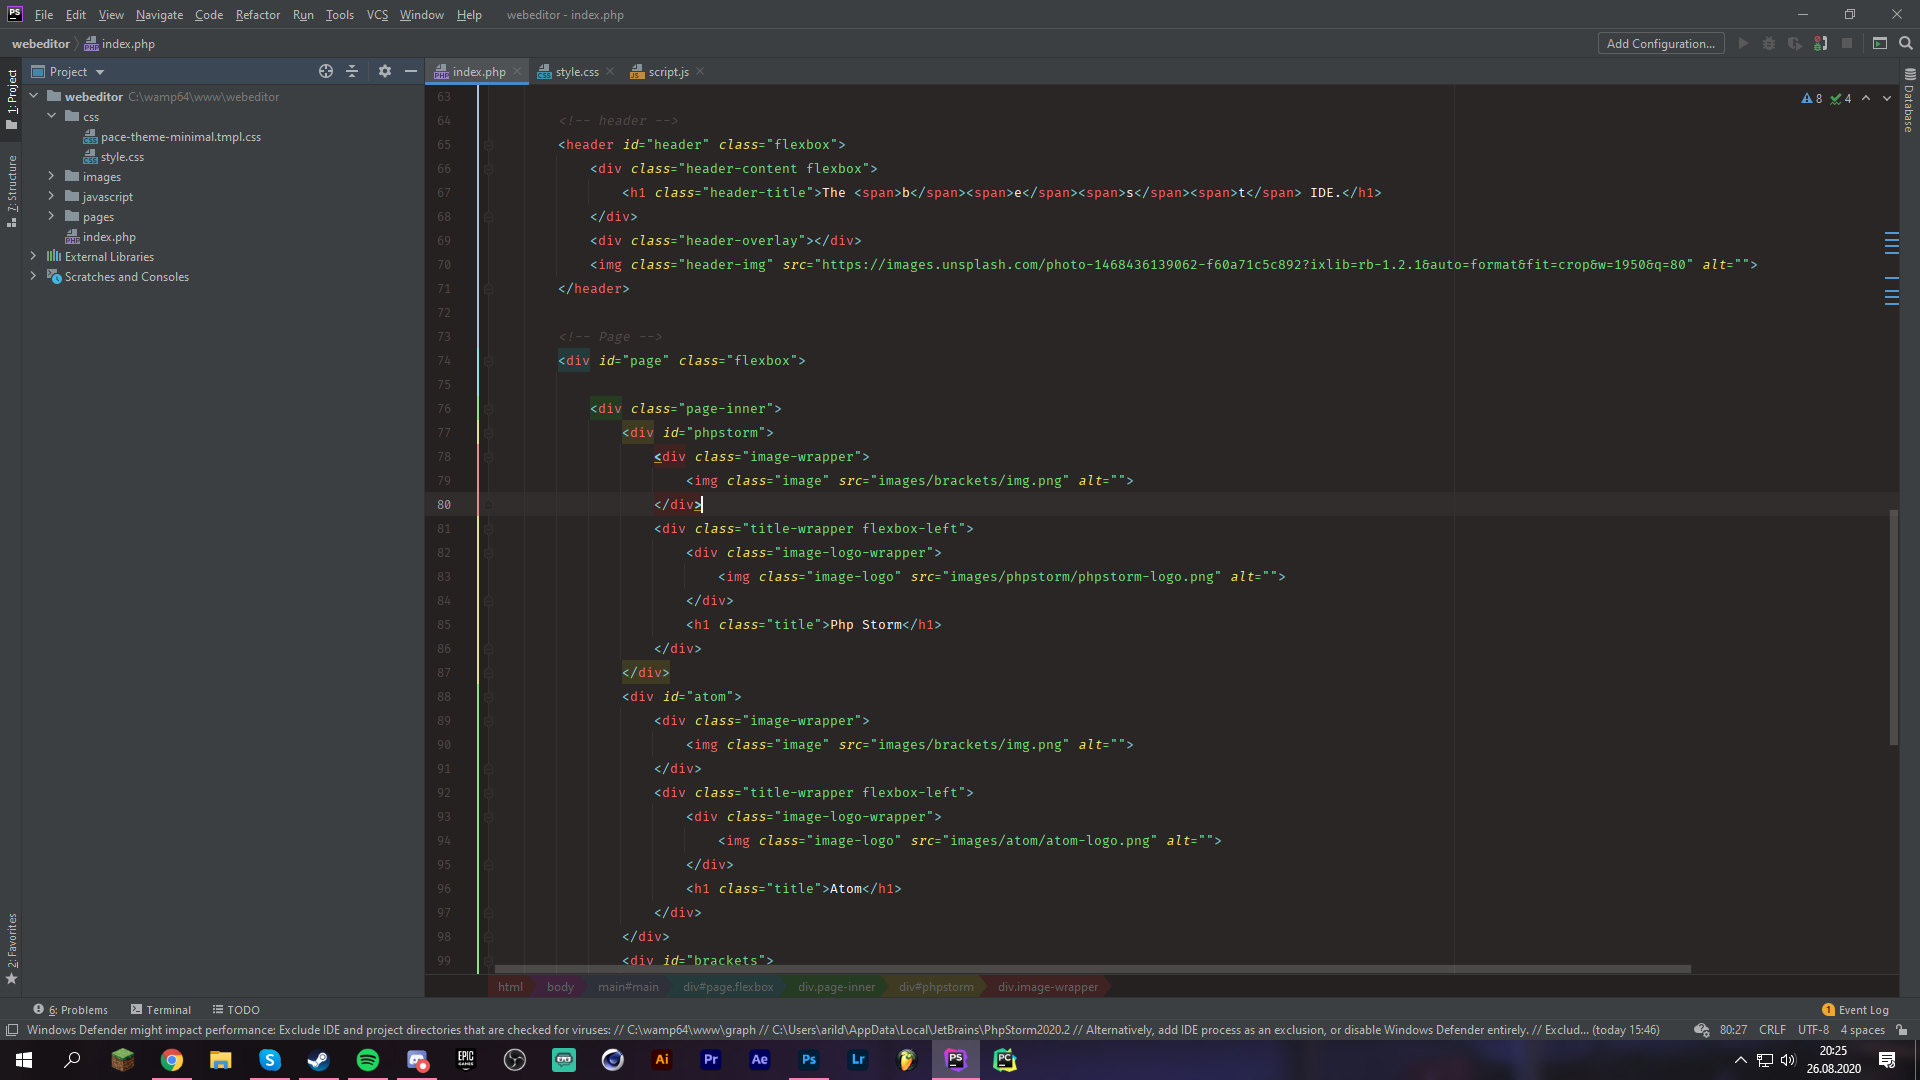 File Edit View Navigate Code Refactor Run Tools VCS Window Help webeditor - index.php
webeditor index.php Add Configuration...
Project
index.php style.css script.js
1: Project
7: Structure
2: Favorites
Database
webeditor C:\wamp64\www\webeditor
css
pace-theme-minimal.tmpl.css
style.css
images
javascript
pages
index.php
External Libraries
Scratches and Consoles
8 4
63
64 <!-- header -->
65 <header id="header" class="flexbox">
66 <div class="header-content flexbox">
67 <h1 class="header-title">The <span>b</span><span>e</span><span>s</span><span>t</span> IDE.</h1>
68 </div>
69 <div class="header-overlay"></div>
70 <img class="header-img" src="https://images.unsplash.com/photo-1468436139062-f60a71c5c892?ixlib=rb-1.2.1&auto=format&fit=crop&w=1950&q=80" alt="">
71 </header>
72
73 <!-- Page -->
74 <div id="page" class="flexbox">
75
76 <div class="page-inner">
77 <div id="phpstorm">
78 <div class="image-wrapper">
79 <img class="image" src="images/brackets/img.png" alt="">
80 </div>
81 <div class="title-wrapper flexbox-left">
82 <div class="image-logo-wrapper">
83 <img class="image-logo" src="images/phpstorm/phpstorm-logo.png" alt="">
84 </div>
85 <h1 class="title">Php Storm</h1>
86 </div>
87 </div>
88 <div id="atom">
89 <div class="image-wrapper">
90 <img class="image" src="images/brackets/img.png" alt="">
91 </div>
92 <div class="title-wrapper flexbox-left">
93 <div class="image-logo-wrapper">
94 <img class="image-logo" src="images/atom/atom-logo.png" alt="">
95 </div>
96 <h1 class="title">Atom</h1>
97 </div>
98 </div>
99 <div id="brackets">
html body main#main div#page.flexbox div.page-inner div#phpstorm div.image-wrapper
6: Problems Terminal TODO 1 Event Log
Windows Defender might impact performance: Exclude IDE and project directories that are checked for viruses: // C:\wamp64\www\graph // C:\Users\arild\AppData\Local\JetBrains\PhpStorm2020.2 // Alternatively, add IDE process as an exclusion, or disable Windows Defender entirely. // Exclud... (today 15:46) 80:27 CRLF UTF-8 4 spaces
EPIC GAMES Ai Pr Ae Ps Lr PS PC
20:25
26.08.2020